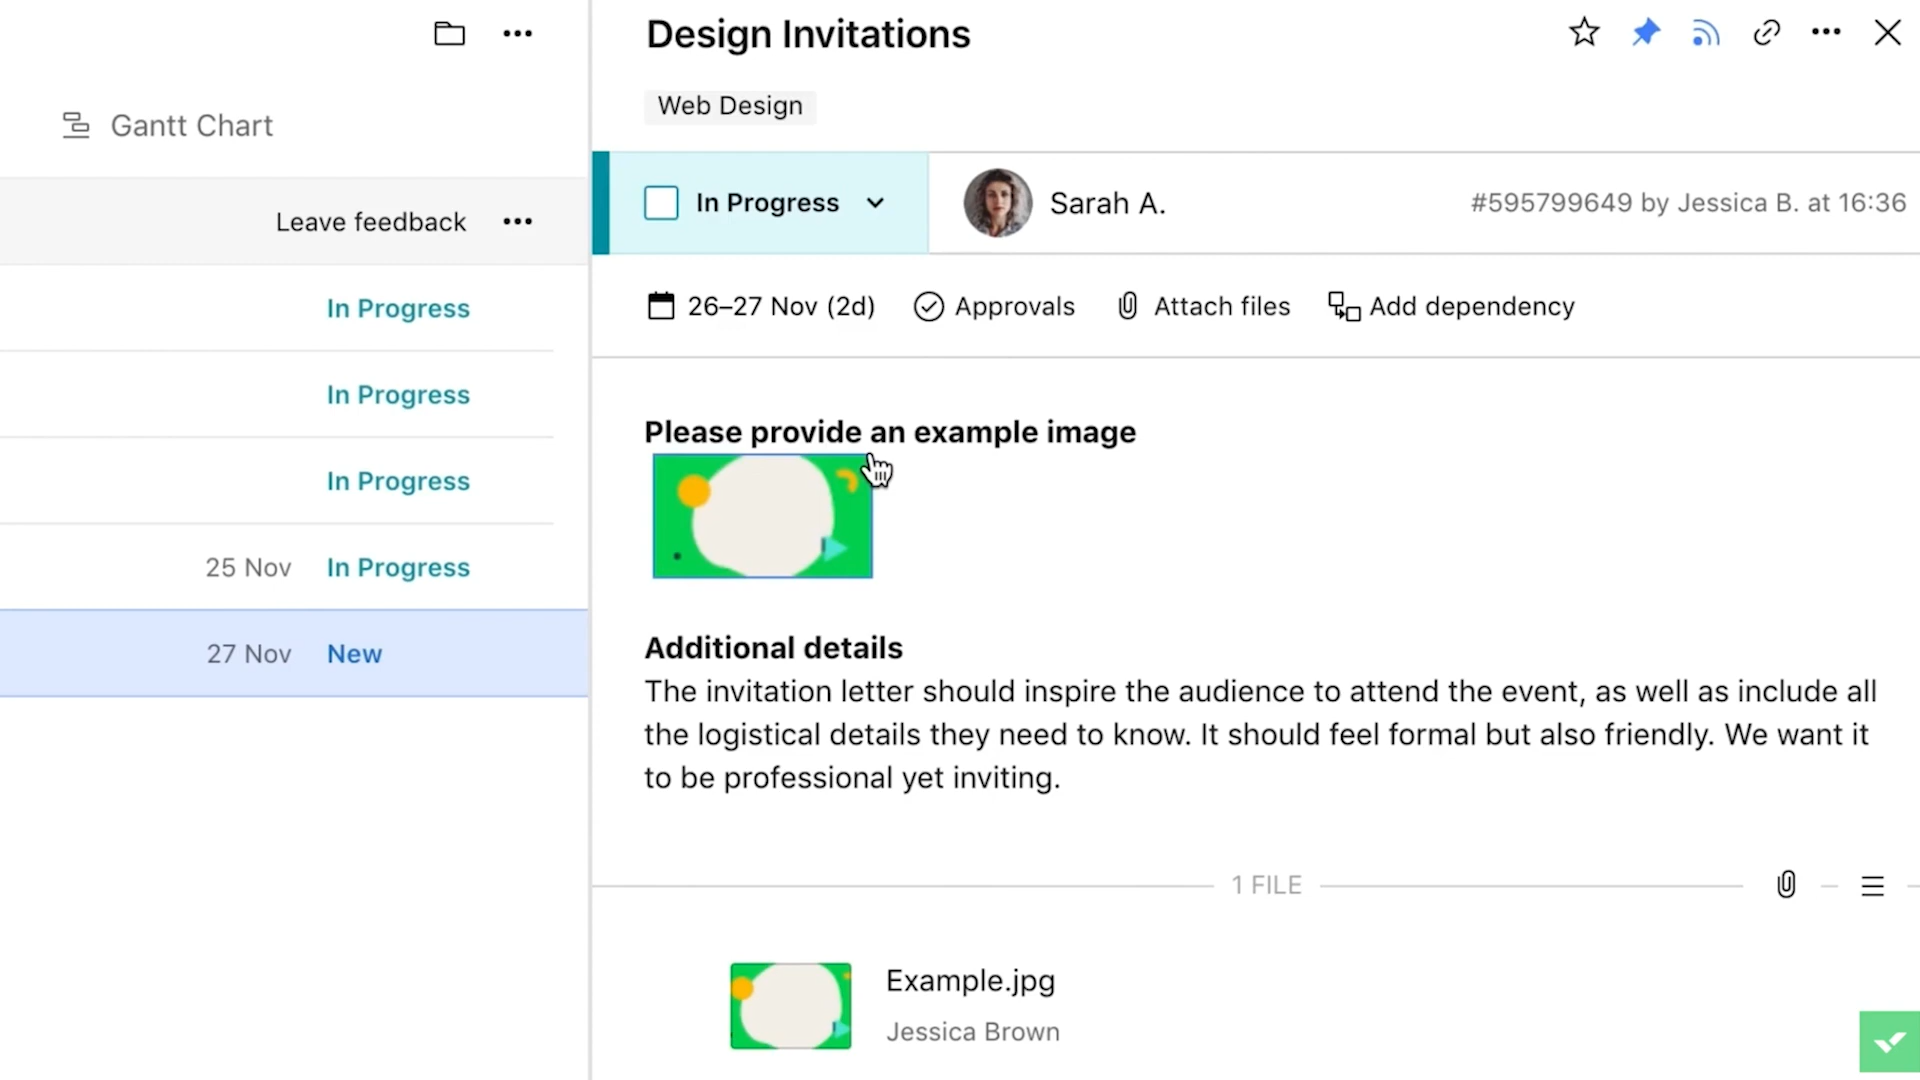 Gantt Chart
Leave feedback
In Progress
In Progress
In Progress
25 Nov In Progress
27 Nov New
Design Invitations
Web Design
In Progress
Sarah A.
#595799649 by Jessica B. at 16:36
26–27 Nov (2d)
Approvals
Attach files
Add dependency
Please provide an example image
Additional details
The invitation letter should inspire the audience to attend the event, as well as include all
the logistical details they need to know. It should feel formal but also friendly. We want it
to be professional yet inviting.
1 FILE
Example.jpg
Jessica Brown